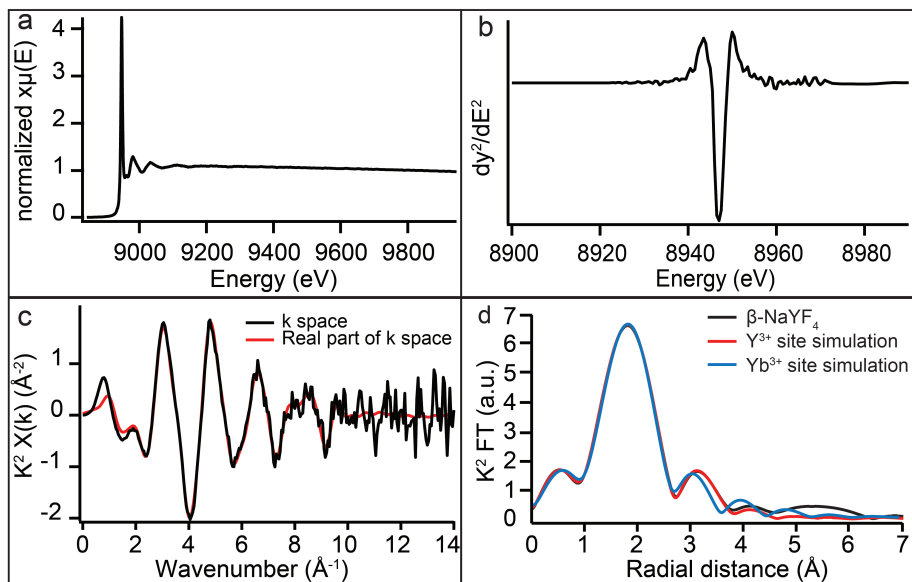 a
normalized xμ(E)
4
3
2
1
0
9000 9200 9400 9600 9800
Energy (eV)
b
dy²/dE²
8900 8920 8940 8960 8980
Energy (eV)
c
k space
Real part of k space
K² X(k) (Å⁻²)
1
0
-1
-2
0 2 4 6 8 10 12 14
Wavenumber (Å⁻¹)
d
β-NaYF₄
Y³⁺ site simulation
Yb³⁺ site simulation
K² FT (a.u.)
7
6
5
4
2
1
0
0 1 2 3 4 5 6 7
Radial distance (Å)